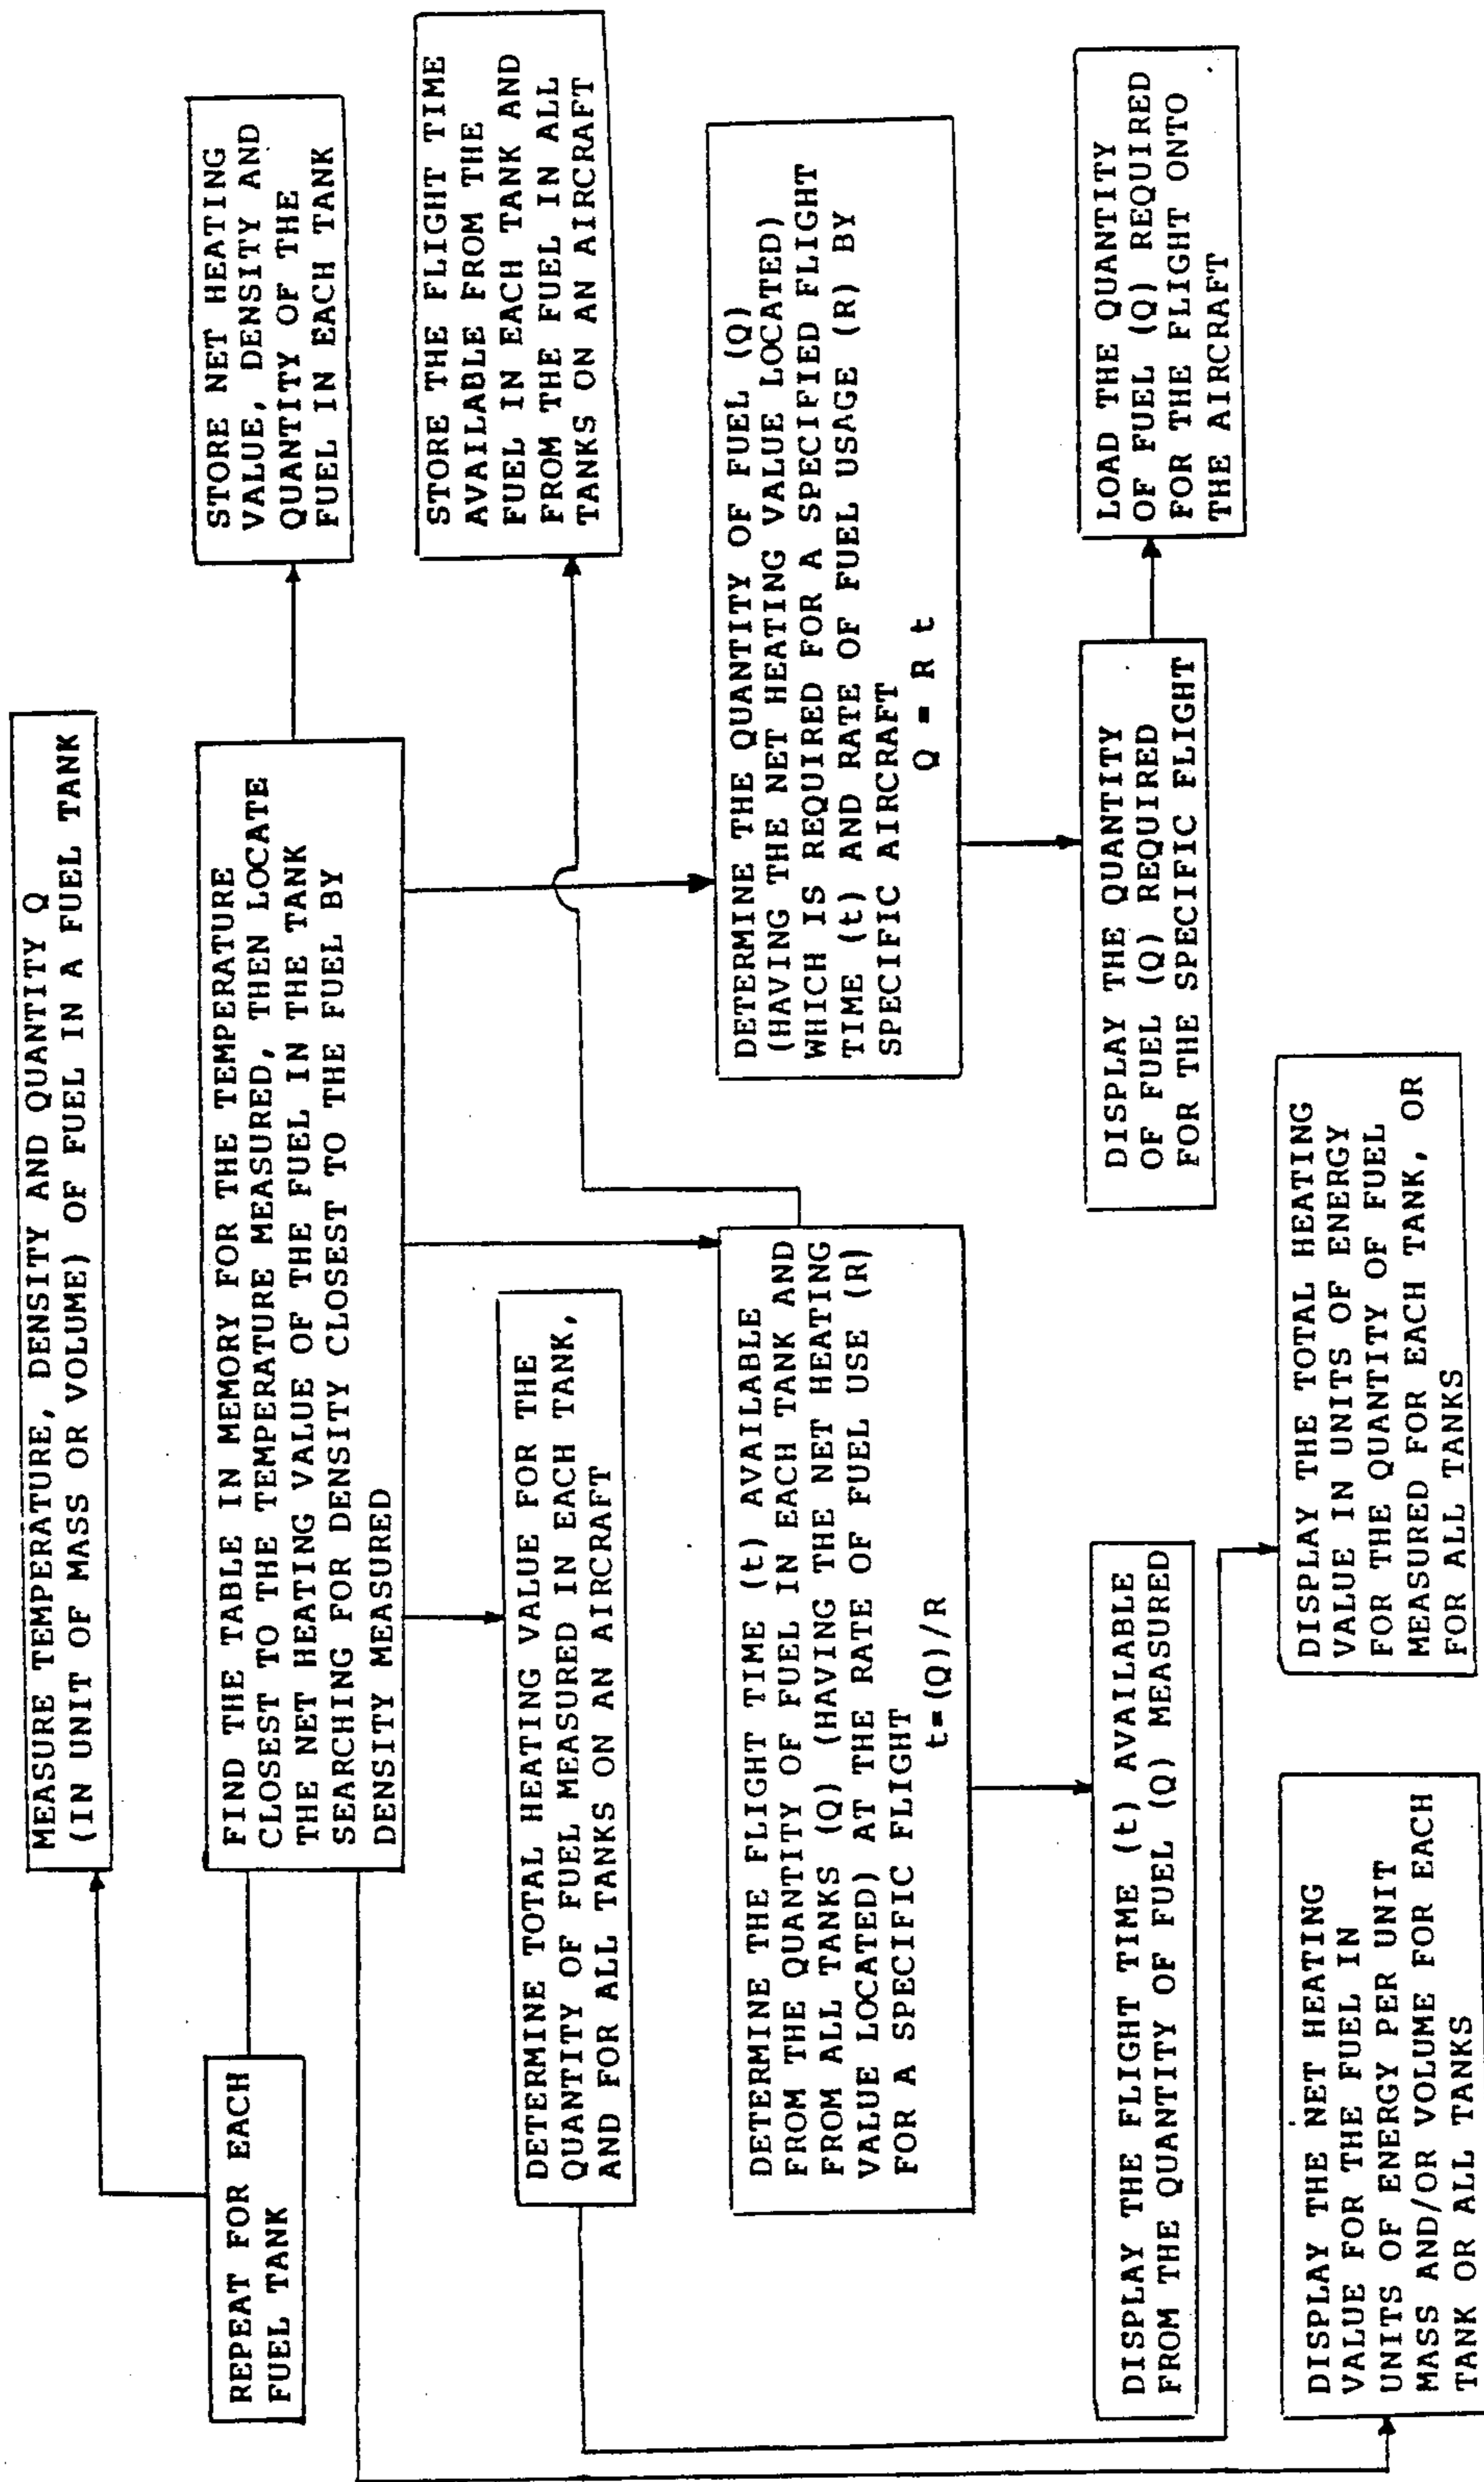 MEASURE TEMPERATURE, DENSITY AND QUANTITY Q
(IN UNIT OF MASS OR VOLUME) OF FUEL IN A FUEL TANK
REPEAT FOR EACH
FUEL TANK
FIND THE TABLE IN MEMORY FOR THE TEMPERATURE
CLOSEST TO THE TEMPERATURE MEASURED, THEN LOCATE
THE NET HEATING VALUE OF THE FUEL IN THE TANK
SEARCHING FOR DENSITY CLOSEST TO THE FUEL BY
DENSITY MEASURED
STORE NET HEATING
VALUE, DENSITY AND
QUANTITY OF THE
FUEL IN EACH TANK
STORE THE FLIGHT TIME
AVAILABLE FROM THE
FUEL IN EACH TANK AND
FROM THE FUEL IN ALL
TANKS ON AN AIRCRAFT
DETERMINE TOTAL HEATING VALUE FOR THE
QUANTITY OF FUEL MEASURED IN EACH TANK,
AND FOR ALL TANKS ON AN AIRCRAFT
DETERMINE THE FLIGHT TIME (t) AVAILABLE
FROM THE QUANTITY OF FUEL IN EACH TANK AND
FROM ALL TANKS (Q) (HAVING THE NET HEATING
VALUE LOCATED) AT THE RATE OF FUEL USE (R)
FOR A SPECIFIC FLIGHT
t=(Q)/R
DETERMINE THE QUANTITY OF FUEL (Q)
(HAVING THE NET HEATING VALUE LOCATED)
WHICH IS REQUIRED FOR A SPECIFIED FLIGHT
TIME (t) AND RATE OF FUEL USAGE (R) BY
SPECIFIC AIRCRAFT
Q = R t
DISPLAY THE FLIGHT TIME (t) AVAILABLE
FROM THE QUANTITY OF FUEL (Q) MEASURED
DISPLAY THE QUANTITY
OF FUEL (Q) REQUIRED
FOR THE SPECIFIC FLIGHT
LOAD THE QUANTITY
OF FUEL (Q) REQUIRED
FOR THE FLIGHT ONTO
THE AIRCRAFT
DISPLAY THE NET HEATING
VALUE FOR THE FUEL IN
UNITS OF ENERGY PER UNIT
MASS AND/OR VOLUME FOR EACH
TANK OR ALL TANKS
DISPLAY THE TOTAL HEATING
VALUE IN UNITS OF ENERGY
FOR THE QUANTITY OF FUEL
MEASURED FOR EACH TANK, OR
FOR ALL TANKS